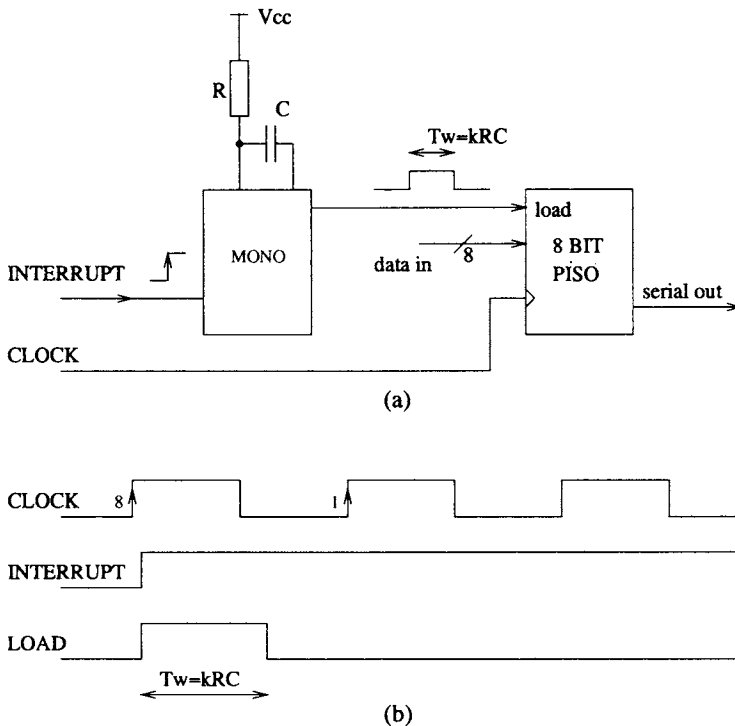 Vcc
R
C
Tw=kRC
load
MONO
8 BIT
data in
8
PISO
INTERRUPT
serial out
CLOCK
(a)
CLOCK
8
1
INTERRUPT
LOAD
Tw=kRC
(b)